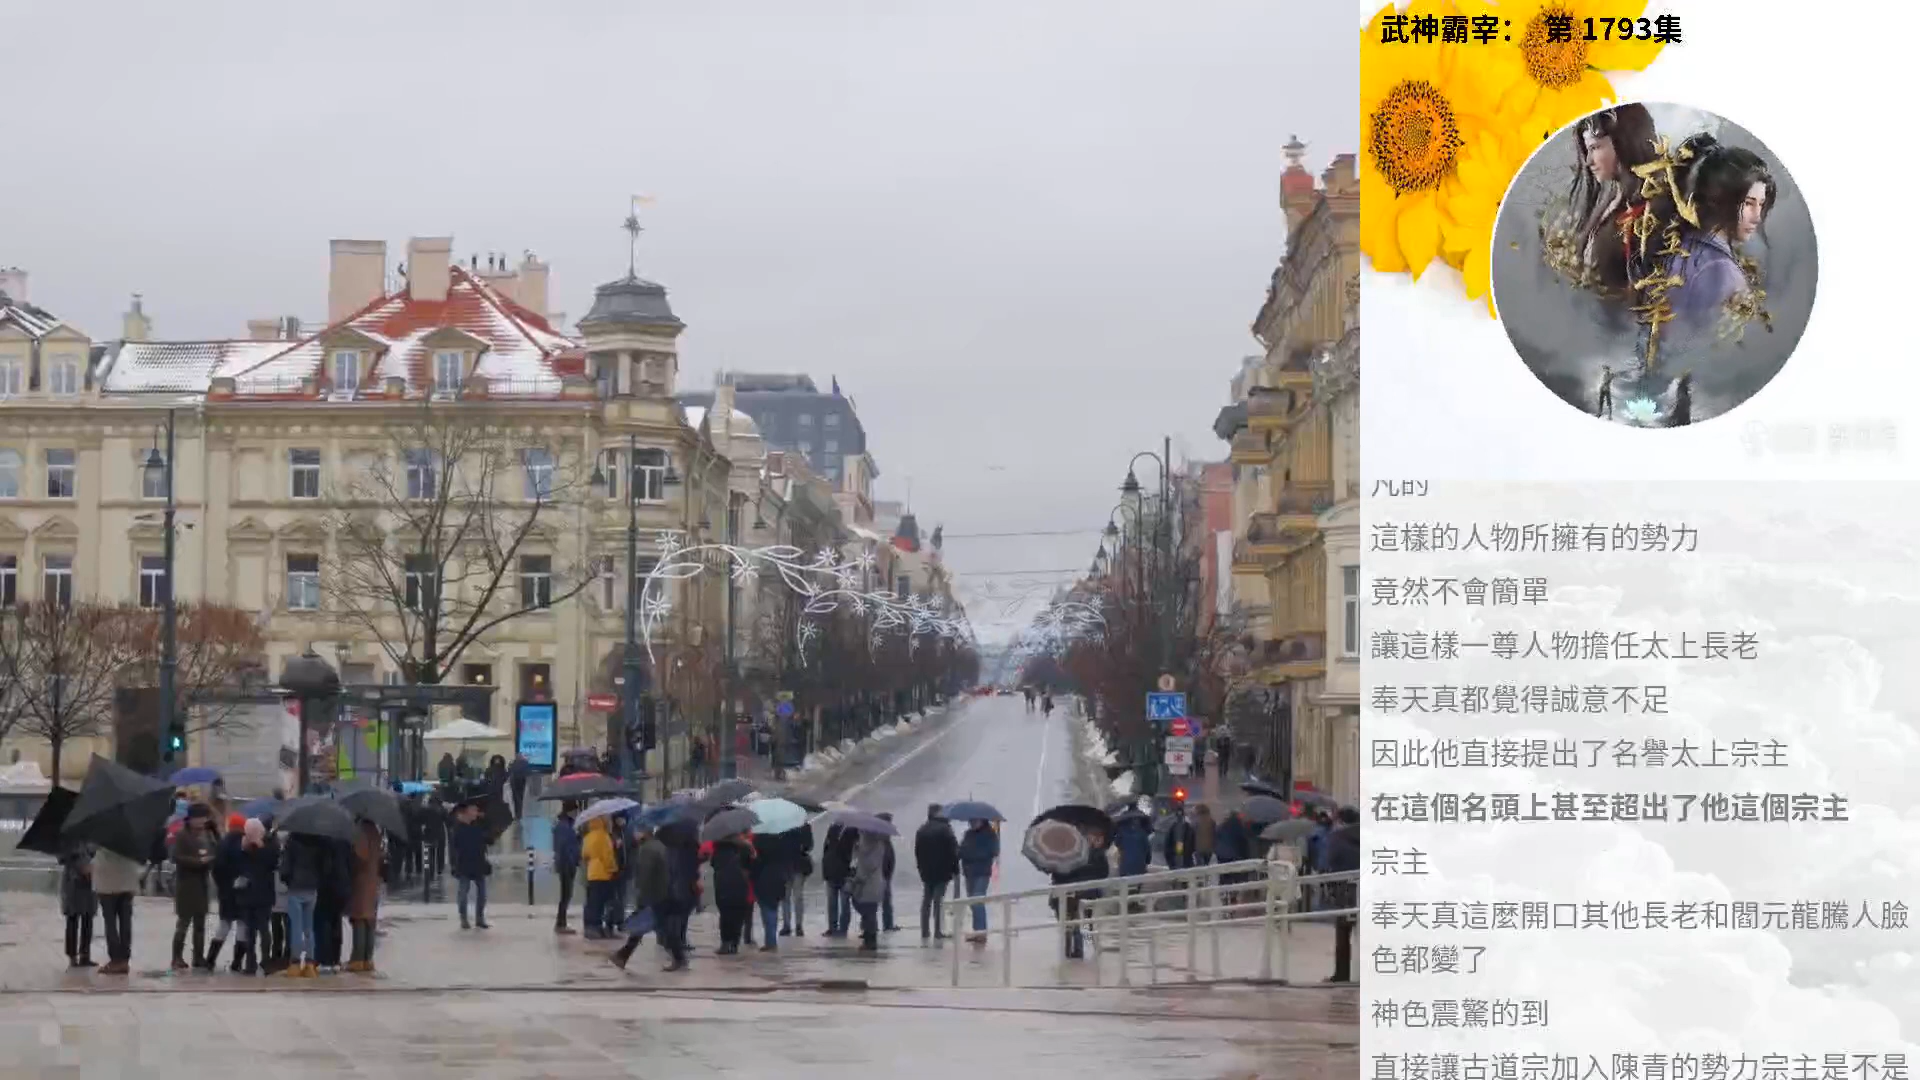 武神霸宰： 第 1793集
武神主宰
凡的
這樣的人物所擁有的勢力
竟然不會簡單
讓這樣一尊人物擔任太上長老
奉天真都覺得誠意不足
因此他直接提出了名譽太上宗主
在這個名頭上甚至超出了他這個宗主
宗主
奉天真這麼開口其他長老和閻元龍騰人臉
色都變了
神色震驚的到
直接讓古道宗加入陳青的勢力宗主是不是